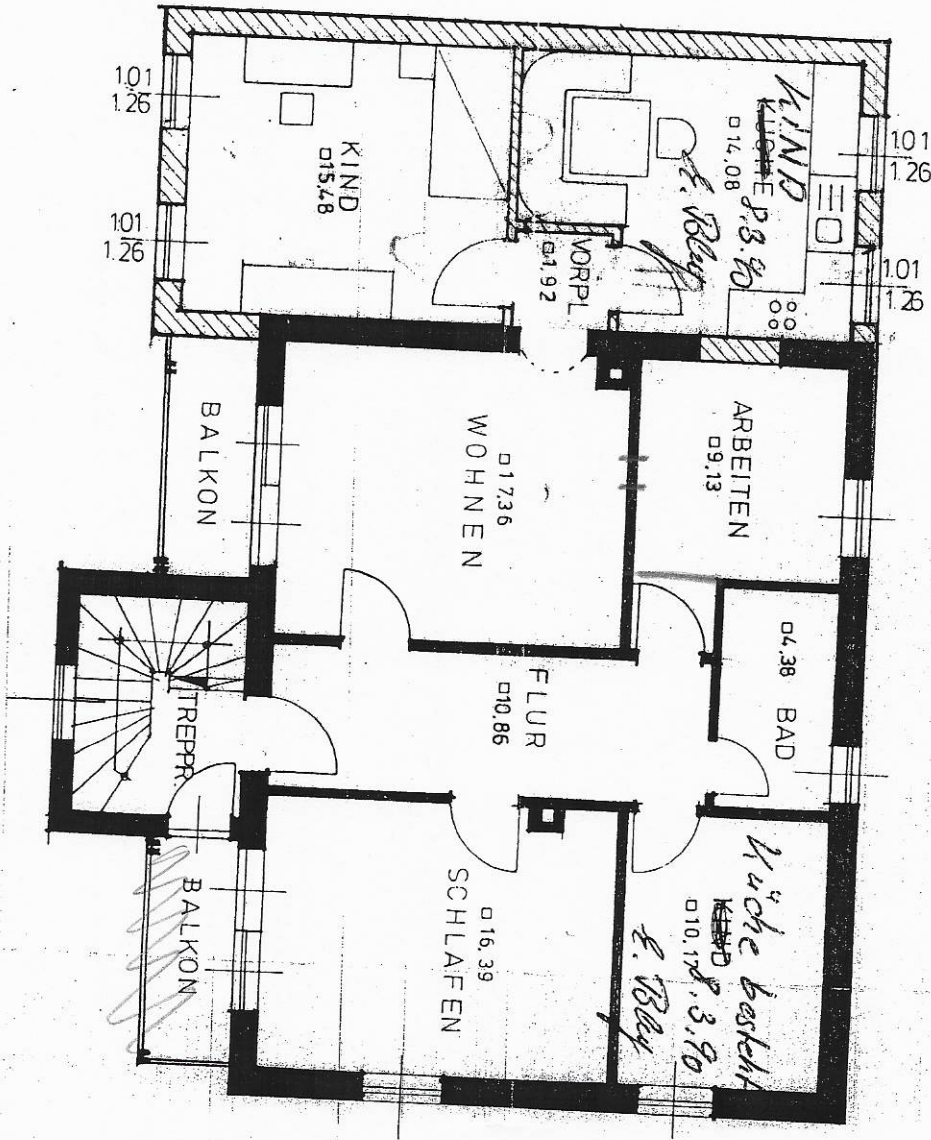 1.01
1.26
1.01
1.26
KIND
□15,48
KIND
KÜCHE
□14,08
8.3.90
E. Bley
1.01
1.26
1.01
1.26
VORPL
□1,92
BALKON
WOHNEN
□17,36
ARBEITEN
□9,13
TREPPR
FLUR
□10,86
BAD
□4,38
BALKON
SCHLAFEN
□16,39
Küche besteht
KIND
□10,17
8.3.90
E. Bley